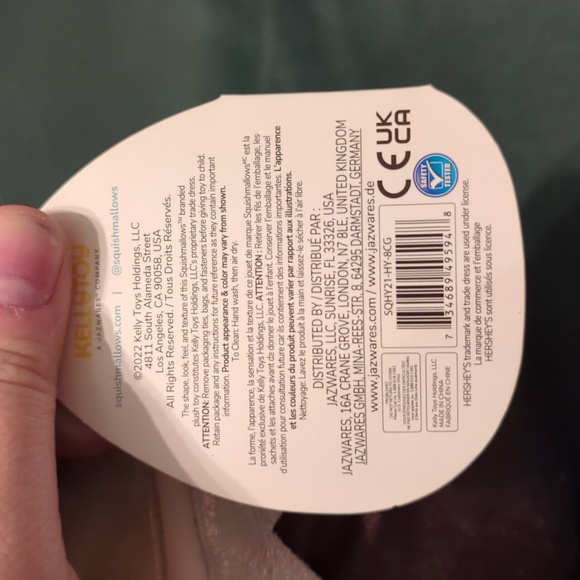 KELLYTOY
A JAZWARES COMPANY
squishmallows.com | @squishmallows
©2022 Kelly Toys Holdings, LLC
4811 South Alameda Street
Los Angeles, CA 90058, USA
All Rights Reserved. / Tous Droits Réservés.
The shape, look, feel, and texture of this Squishmallows™ branded
plush toy constitutes Kelly Toys Holdings, LLC's proprietary trade dress.
ATTENTION: Remove packaging ties, bags, and fasteners before giving toy to child.
Retain package and any instructions for future reference as they contain important
information. Product appearance & color may vary from shown.
To Clean: Hand wash, then air dry.
La forme, l'apparence, la sensation et la texture de ce jouet de marque Squishmallowsᴹᶜ est la
propriété exclusive de Kelly Toys Holdings, LLC. ATTENTION : Retirer les fils de l'emballage, les
sachets et les attaches avant de donner le jouet à l'enfant. Conserver l'emballage et le manuel
d'utilisation pour consultation future car ils contiennent des informations importantes. L'apparence
et les couleurs du produit peuvent varier par rapport aux illustrations.
Nettoyage: Lavez le produit à la main et laissez-le sécher à l'air libre.
DISTRIBUTED BY / DISTRIBUÉ PAR :
JAZWARES, LLC, SUNRISE, FL 33326, USA
JAZWARES, 16A CRANE GROVE, LONDON, N7 8LE, UNITED KINGDOM
JAZWARES GMBH, MINA-REES-STR. 8, 64295 DARMSTADT, GERMANY
www.jazwares.com / www.jazwares.de
CE UK
CA
SQHY21-HY-8CG
SAFETY
TESTED
7 34689 49594 8
Kelly Toys Holdings, LLC
MADE IN CHINA
FABRIQUÉ EN CHINE
HERSHEY'S trademark and trade dress are used under license.
La marque de commerce et l'emballage
HERSHEY'S sont utilisés sous licence.